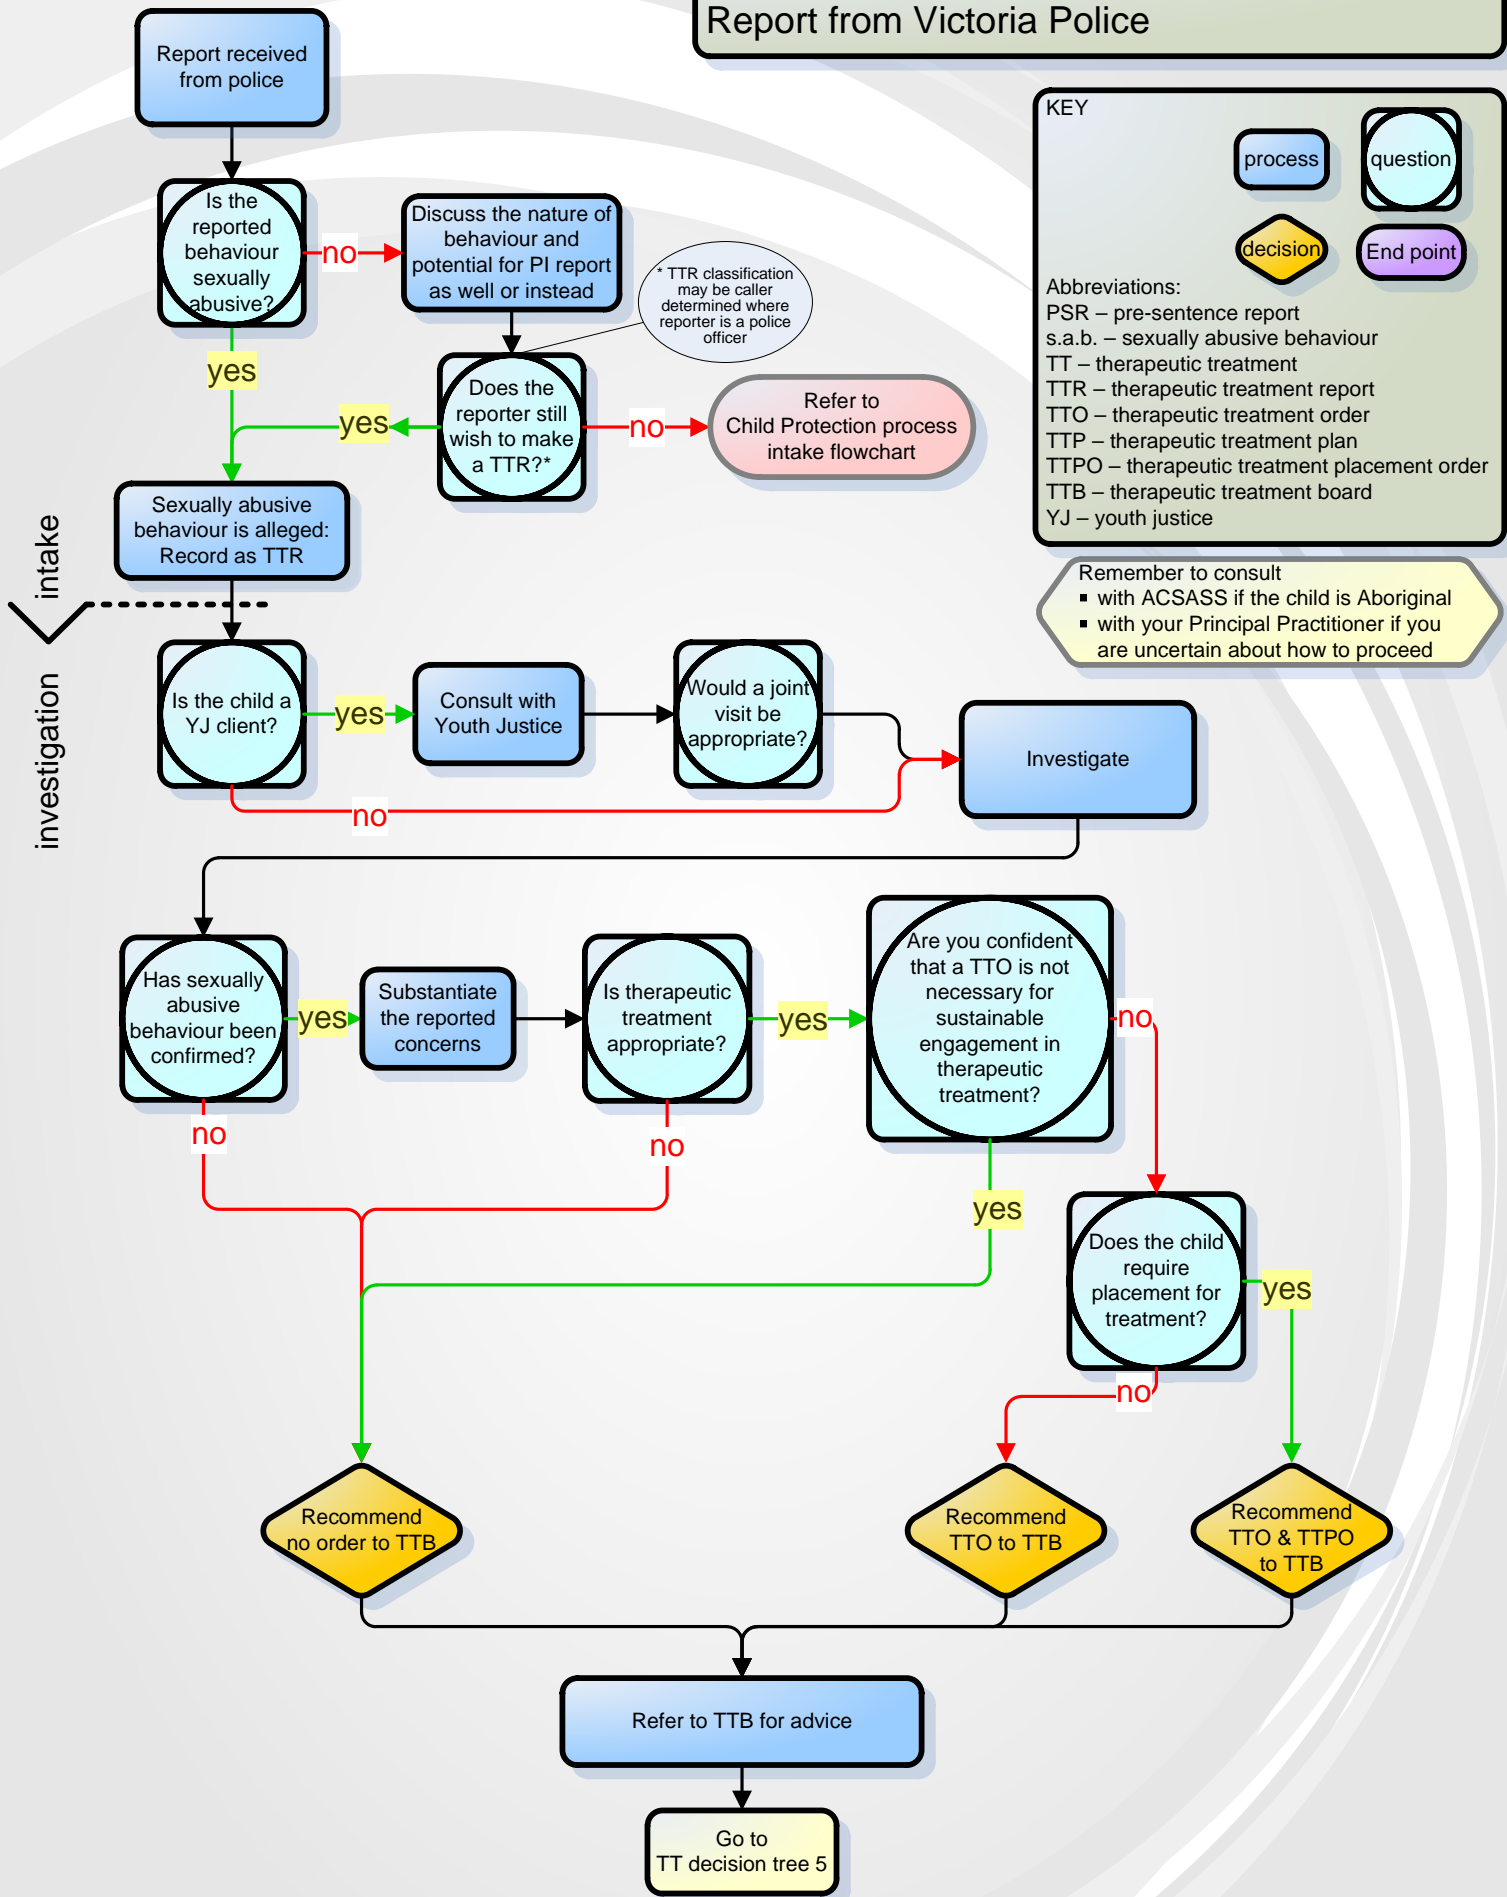 Report from Victoria Police
Report received
from police
KEY
process
question
decision
End point
Abbreviations:
PSR – pre-sentence report
s.a.b. – sexually abusive behaviour
TT – therapeutic treatment
TTR – therapeutic treatment report
TTO – therapeutic treatment order
TTP – therapeutic treatment plan
TTPO – therapeutic treatment placement order
TTB – therapeutic treatment board
YJ – youth justice
Is the
reported
behaviour
sexually
abusive?
no
Discuss the nature of
behaviour and
potential for PI report
as well or instead
* TTR classification
may be caller
determined where
reporter is a police
officer
yes
Does the
reporter still
wish to make
a TTR?*
yes
no
Refer to
Child Protection process
intake flowchart
Sexually abusive
behaviour is alleged:
Record as TTR
intake
investigation
Remember to consult
▪ with ACSASS if the child is Aboriginal
▪ with your Principal Practitioner if you
are uncertain about how to proceed
Is the child a
YJ client?
yes
Consult with
Youth Justice
Would a joint
visit be
appropriate?
Investigate
no
Has sexually
abusive
behaviour been
confirmed?
yes
Substantiate
the reported
concerns
Is therapeutic
treatment
appropriate?
yes
Are you confident
that a TTO is not
necessary for
sustainable
engagement in
therapeutic
treatment?
no
no
no
yes
Does the child
require
placement for
treatment?
yes
no
Recommend
no order to TTB
Recommend
TTO to TTB
Recommend
TTO & TTPO
to TTB
Refer to TTB for advice
Go to
TT decision tree 5